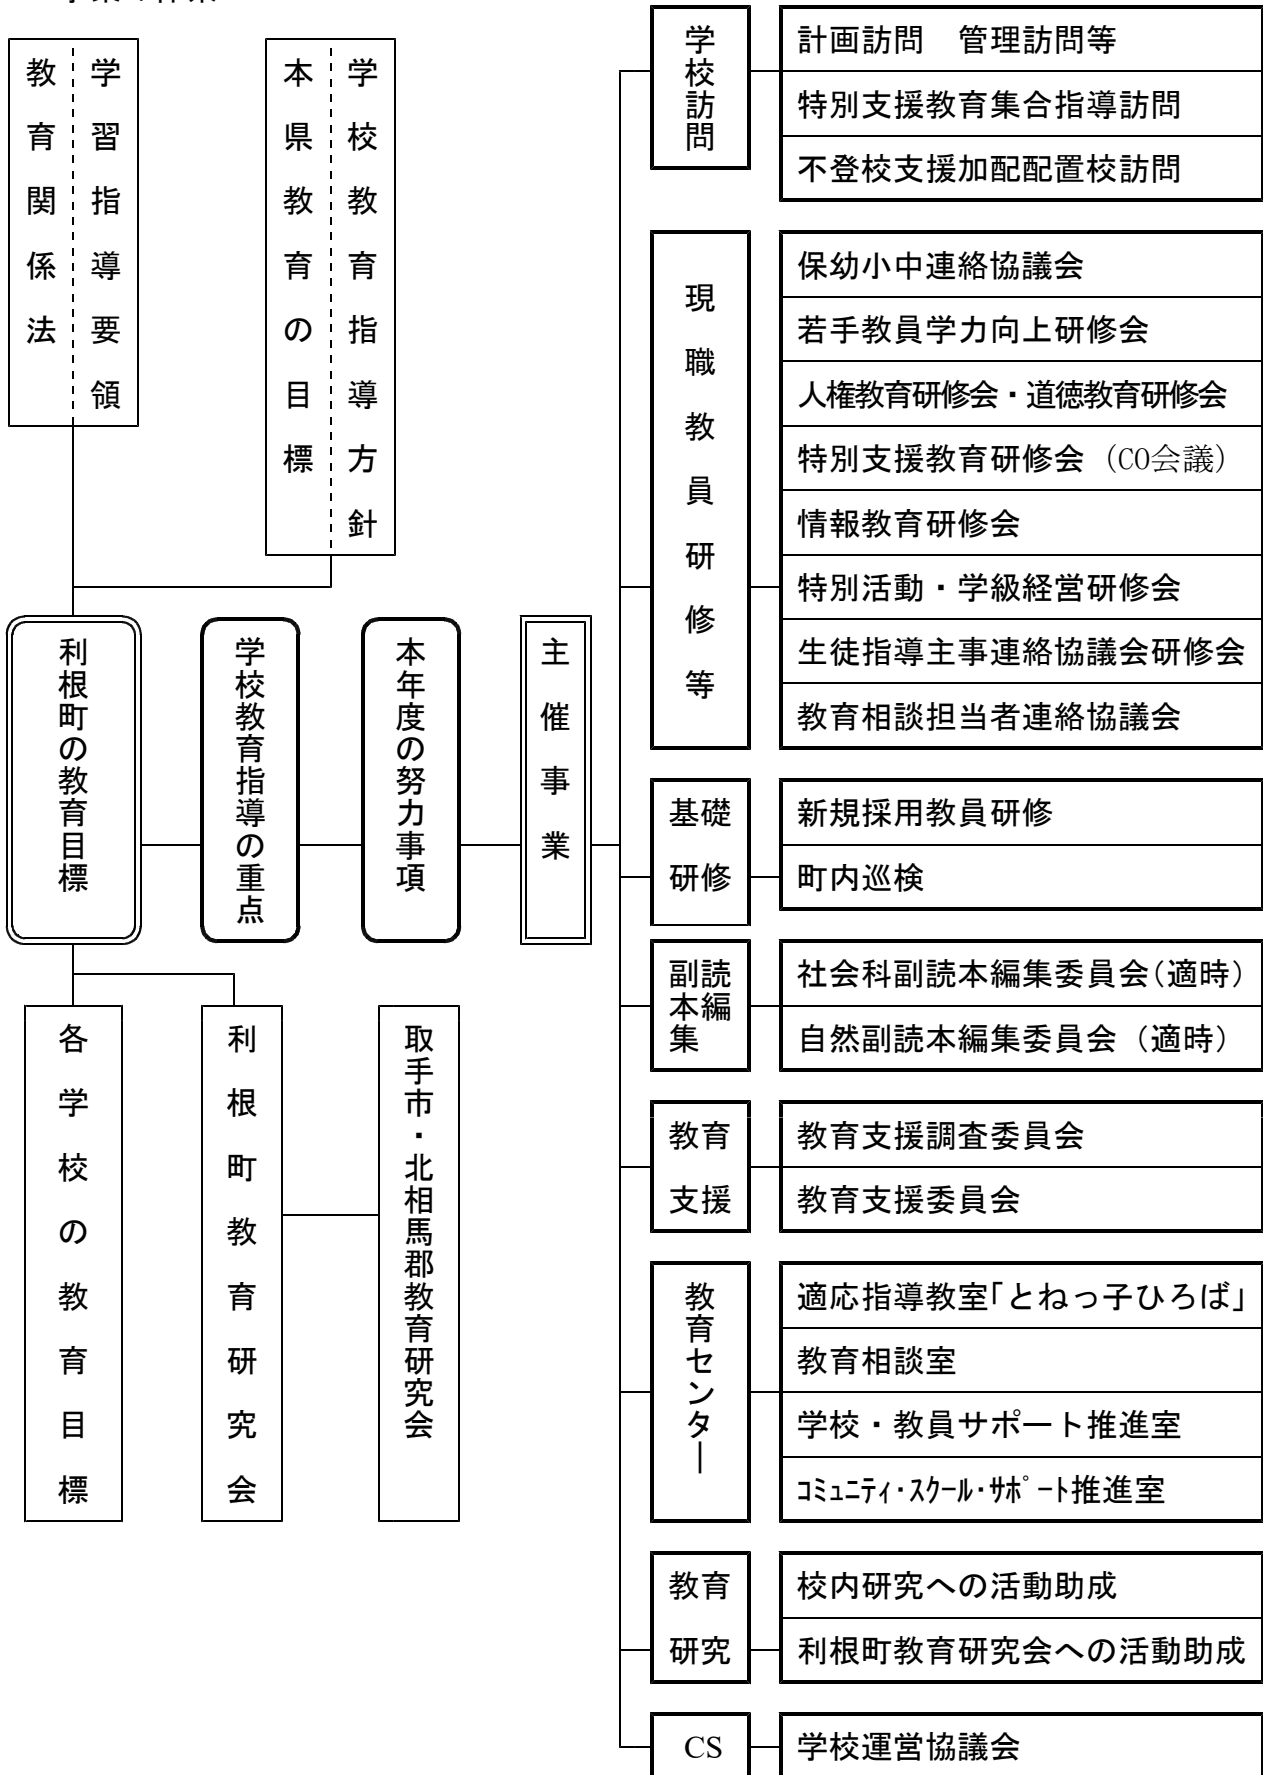 教育関係法
学習指導要領
本県教育の目標
学校教育指導方針
利根町の教育目標
学校教育指導の重点
本年度の努力事項
主催事業
各学校の教育目標
利根町教育研究会
取手市・北相馬郡教育研究会
学校訪問
計画訪問　管理訪問等
特別支援教育集合指導訪問
不登校支援加配配置校訪問
現職教員研修等
保幼小中連絡協議会
若手教員学力向上研修会
人権教育研修会・道徳教育研修会
特別支援教育研修会（CO会議）
情報教育研修会
特別活動・学級経営研修会
生徒指導主事連絡協議会研修会
教育相談担当者連絡協議会
基礎
研修
新規採用教員研修
町内巡検
副読
本編
集
社会科副読本編集委員会（適時）
自然副読本編集委員会（適時）
教育
支援
教育支援調査委員会
教育支援委員会
教育センター
適応指導教室「とねっ子ひろば」
教育相談室
学校・教員サポート推進室
ｺﾐｭﾆﾃｨ・ｽｸｰﾙ・ｻﾎﾟｰﾄ推進室
教育
研究
校内研究への活動助成
利根町教育研究会への活動助成
CS
学校運営協議会